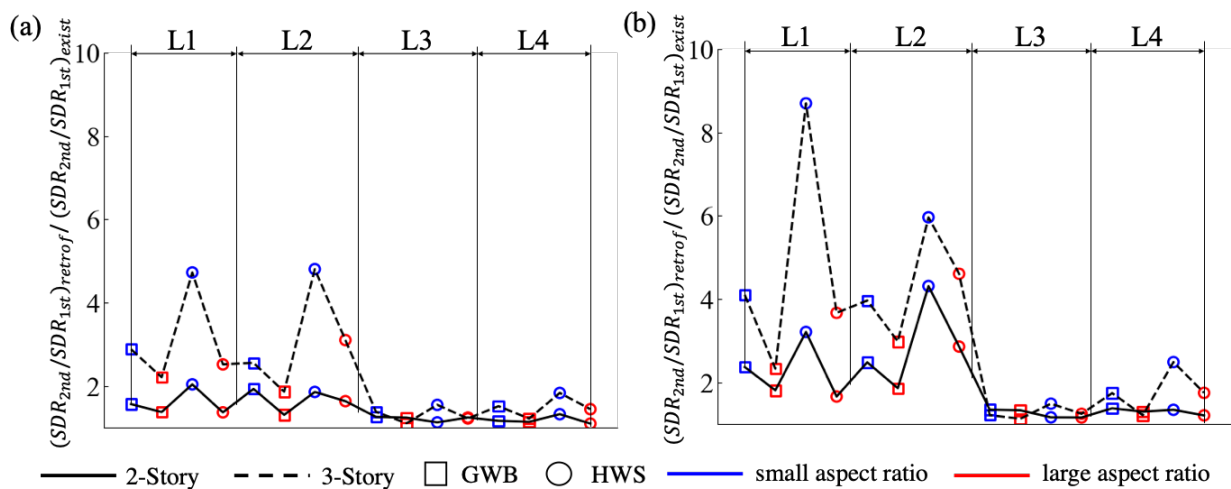 (a)
L1 L2 L3 L4
10
8
6
4
2
(SDR2nd/SDR1st)retrof/(SDR2nd/SDR1st)exist
(b)
L1 L2 L3 L4
10
8
6
4
2
(SDR2nd/SDR1st)retrof/(SDR2nd/SDR1st)exist
2-Story 3-Story GWB HWS small aspect ratio large aspect ratio